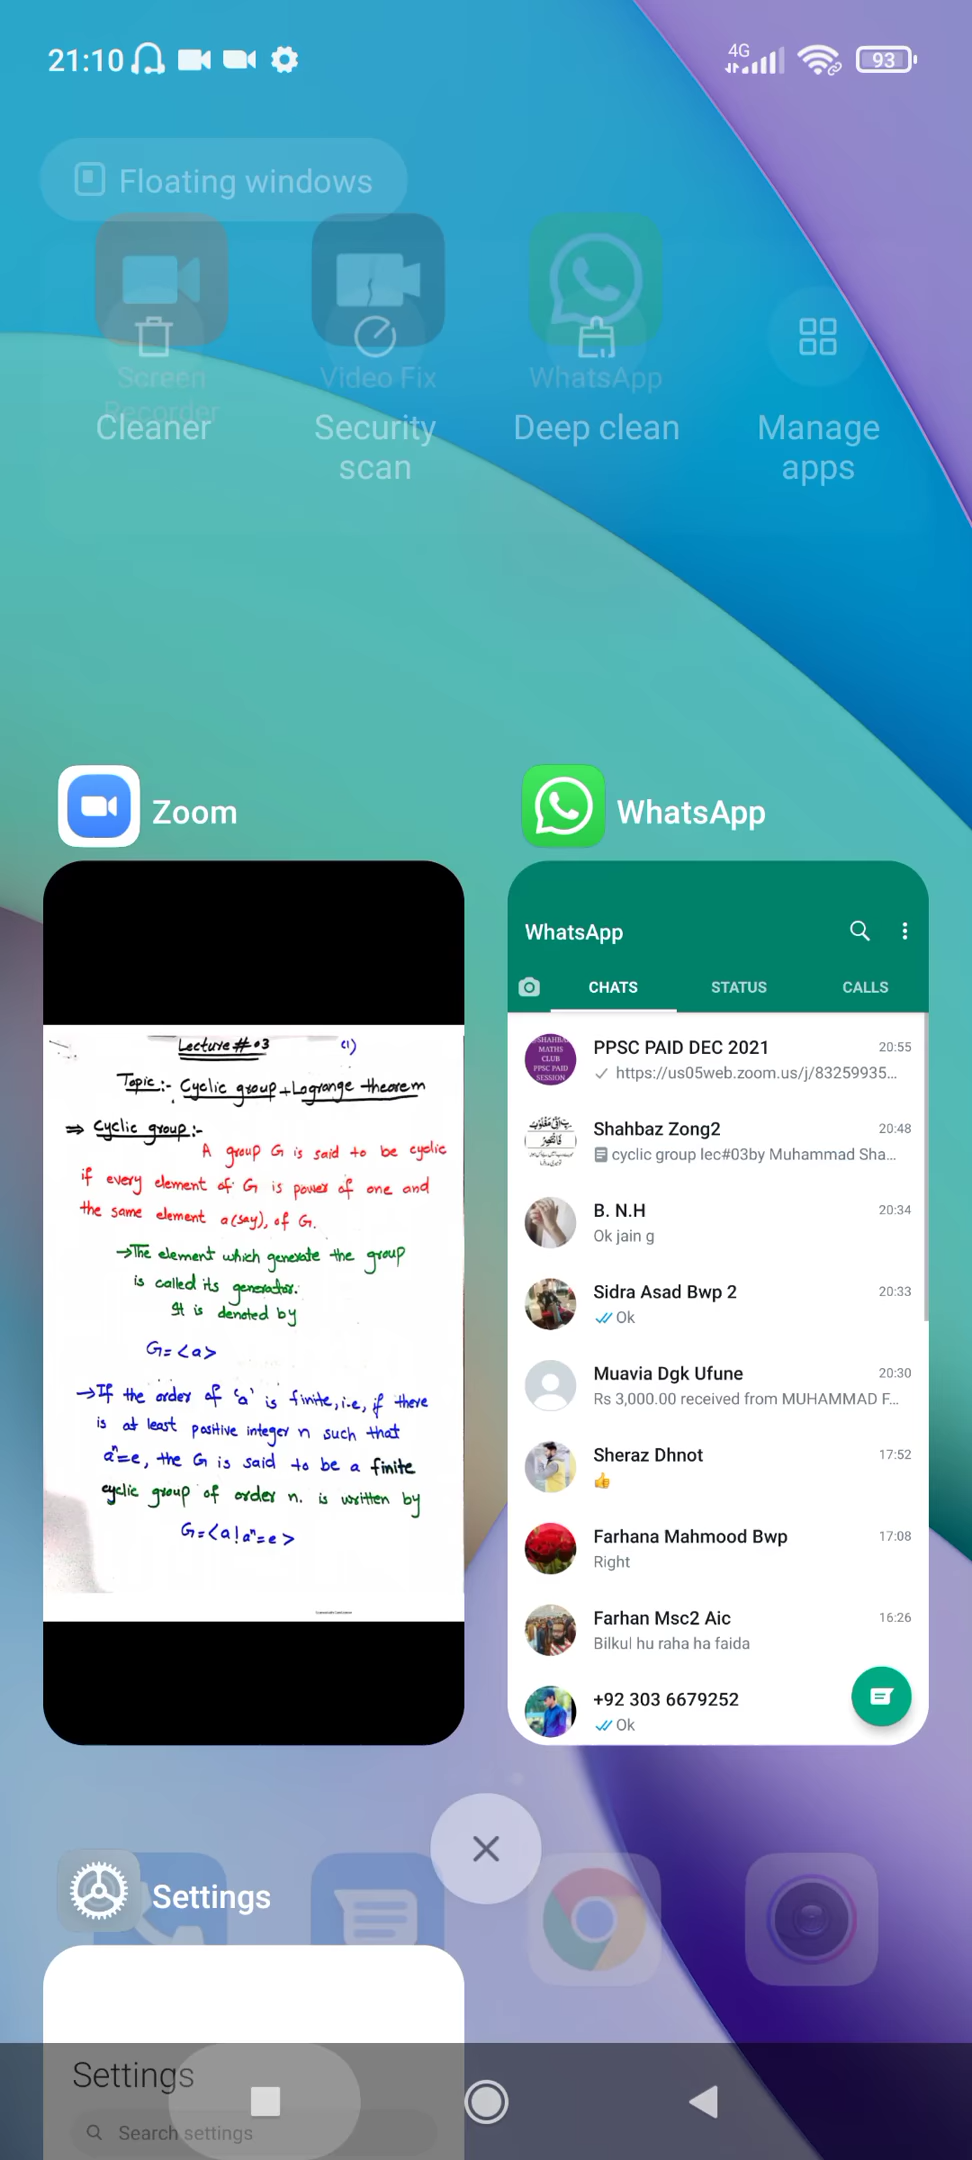 21:10
4G
93
Floating windows
Screen Recorder
Video Fix
WhatsApp
Cleaner
Security scan
Deep clean
Manage apps
Zoom
WhatsApp
Lecture # 03 (1)
Topic:- Cyclic group + Lagrange theorem
⇒ Cyclic group:-
A group G is said to be cyclic
if every element of G is power of one and
the same element a(say), of G.
→The element which generate the group
is called its generator.
It is denoted by
G=<a>
→If the order of 'a' is finite, i.e, if there
is at least positive integer n such that
aⁿ=e, the G is said to be a finite
cyclic group of order n. is written by
G=<a!aⁿ=e>
WhatsApp
CHATS STATUS CALLS
SHAHBAZ
MATHS
CLUB
PPSC PAID
SESSION
PPSC PAID DEC 2021 20:55
https://us05web.zoom.us/j/83259935...
Shahbaz Zong2 20:48
cyclic group lec#03by Muhammad Sha...
B. N.H 20:34
Ok jain g
Sidra Asad Bwp 2 20:33
Ok
Muavia Dgk Ufune 20:30
Rs 3,000.00 received from MUHAMMAD F...
Sheraz Dhnot 17:52
👍
Farhana Mahmood Bwp 17:08
Right
Farhan Msc2 Aic 16:26
Bilkul hu raha ha faida
+92 303 6679252
Ok
Settings
Settings
Search settings